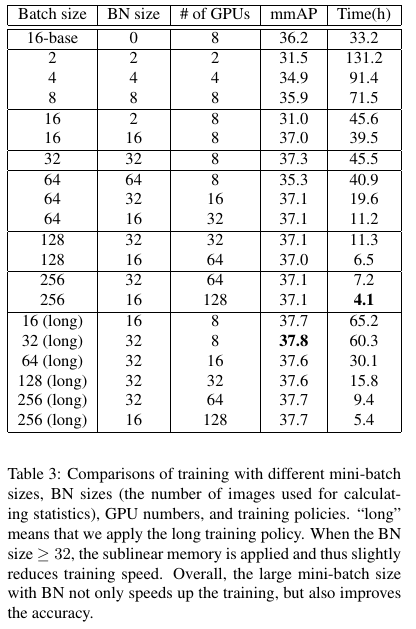 Batch size BN size # of GPUs mmAP Time(h)
16-base 0 8 36.2 33.2
2 2 2 31.5 131.2
4 4 4 34.9 91.4
8 8 8 35.9 71.5
16 2 8 31.0 45.6
16 16 8 37.0 39.5
32 32 8 37.3 45.5
64 64 8 35.3 40.9
64 32 16 37.1 19.6
64 16 32 37.1 11.2
128 32 32 37.1 11.3
128 16 64 37.0 6.5
256 32 64 37.1 7.2
256 16 128 37.1 4.1
16 (long) 16 8 37.7 65.2
32 (long) 32 8 37.8 60.3
64 (long) 32 16 37.6 30.1
128 (long) 32 32 37.6 15.8
256 (long) 32 64 37.7 9.4
256 (long) 16 128 37.7 5.4
Table 3: Comparisons of training with different mini-batch
sizes, BN sizes (the number of images used for calculat-
ing statistics), GPU numbers, and training policies. “long”
means that we apply the long training policy. When the BN
size ≥ 32, the sublinear memory is applied and thus slightly
reduces training speed. Overall, the large mini-batch size
with BN not only speeds up the training, but also improves
the accuracy.